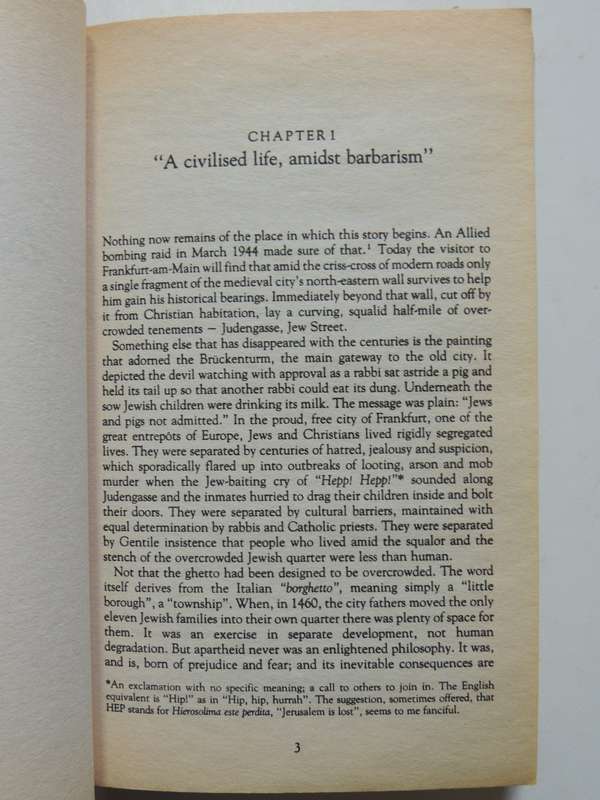 CHAPTER 1
"A civilised life, amidst barbarism"
Nothing now remains of the place in which this story begins. An Allied
bombing raid in March 1944 made sure of that.¹ Today the visitor to
Frankfurt-am-Main will find that amid the criss-cross of modern roads only
a single fragment of the medieval city's north-eastern wall survives to help
him gain his historical bearings. Immediately beyond that wall, cut off by
it from Christian habitation, lay a curving, squalid half-mile of over-
crowded tenements – Judengasse, Jew Street.
Something else that has disappeared with the centuries is the painting
that adorned the Brückenturm, the main gateway to the old city. It
depicted the devil watching with approval as a rabbi sat astride a pig and
held its tail up so that another rabbi could eat its dung. Underneath the
sow Jewish children were drinking its milk. The message was plain: "Jews
and pigs not admitted." In the proud, free city of Frankfurt, one of the
great entrepôts of Europe, Jews and Christians lived rigidly segregated
lives. They were separated by centuries of hatred, jealousy and suspicion,
which sporadically flared up into outbreaks of looting, arson and mob
murder when the Jew-baiting cry of "Hepp! Hepp!"* sounded along
Judengasse and the inmates hurried to drag their children inside and bolt
their doors. They were separated by cultural barriers, maintained with
equal determination by rabbis and Catholic priests. They were separated
by Gentile insistence that people who lived amid the squalor and the
stench of the overcrowded Jewish quarter were less than human.
Not that the ghetto had been designed to be overcrowded. The word
itself derives from the Italian "borghetto", meaning simply a "little
borough", a "township". When, in 1460, the city fathers moved the only
eleven Jewish families into their own quarter there was plenty of space for
them. It was an exercise in separate development, not human
degradation. But apartheid never was an enlightened philosophy. It was,
and is, born of prejudice and fear; and its inevitable consequences are
*An exclamation with no specific meaning; a call to others to join in. The English
equivalent is "Hip!" as in "Hip, hip, hurrah". The suggestion, sometimes offered, that
HEP stands for Hierosolima este perdita, "Jerusalem is lost", seems to me fanciful.
3